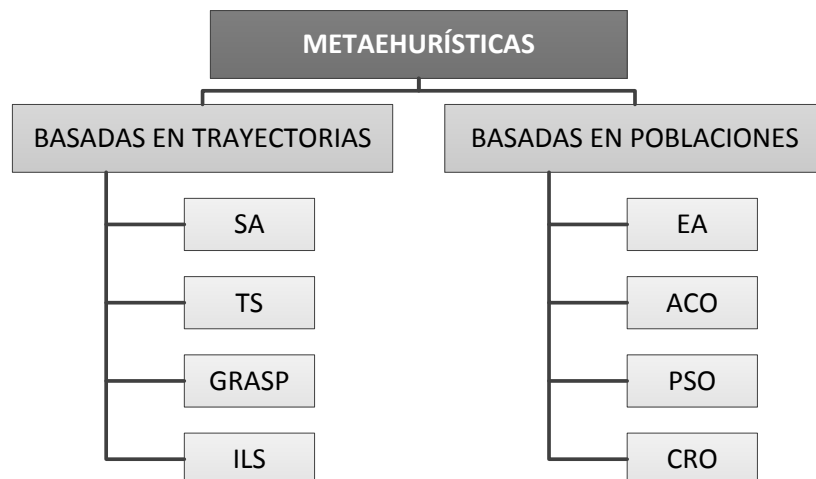 METAEHURÍSTICAS
BASADAS EN TRAYECTORIAS
SA
TS
GRASP
ILS
BASADAS EN POBLACIONES
EA
ACO
PSO
CRO